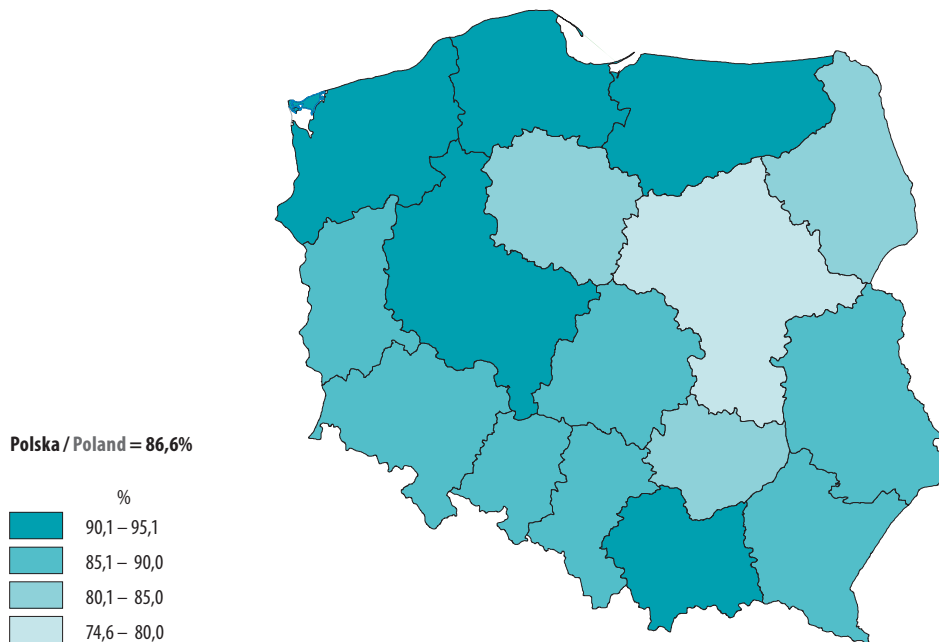 Polska / Poland = 86,6%
%
90,1 – 95,1
85,1 – 90,0
80,1 – 85,0
74,6 – 80,0